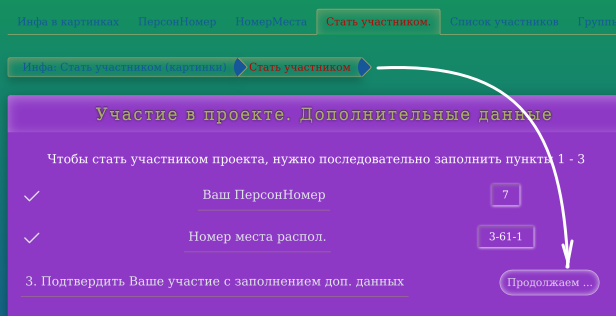 Инфа в картинках ПерсонНомер НомерМеста Стать участником. Список участников
Инфа: Стать участником (картинки) Стать участником
Участие в проекте. Дополнительные данные
Чтобы стать участником проекта, нужно последовательно заполнить пункты 1 - 3
Ваш ПерсонНомер 7
Номер места распол. 3-61-1
3. Подтвердить Ваше участие с заполнением доп. данных Продолжаем ...